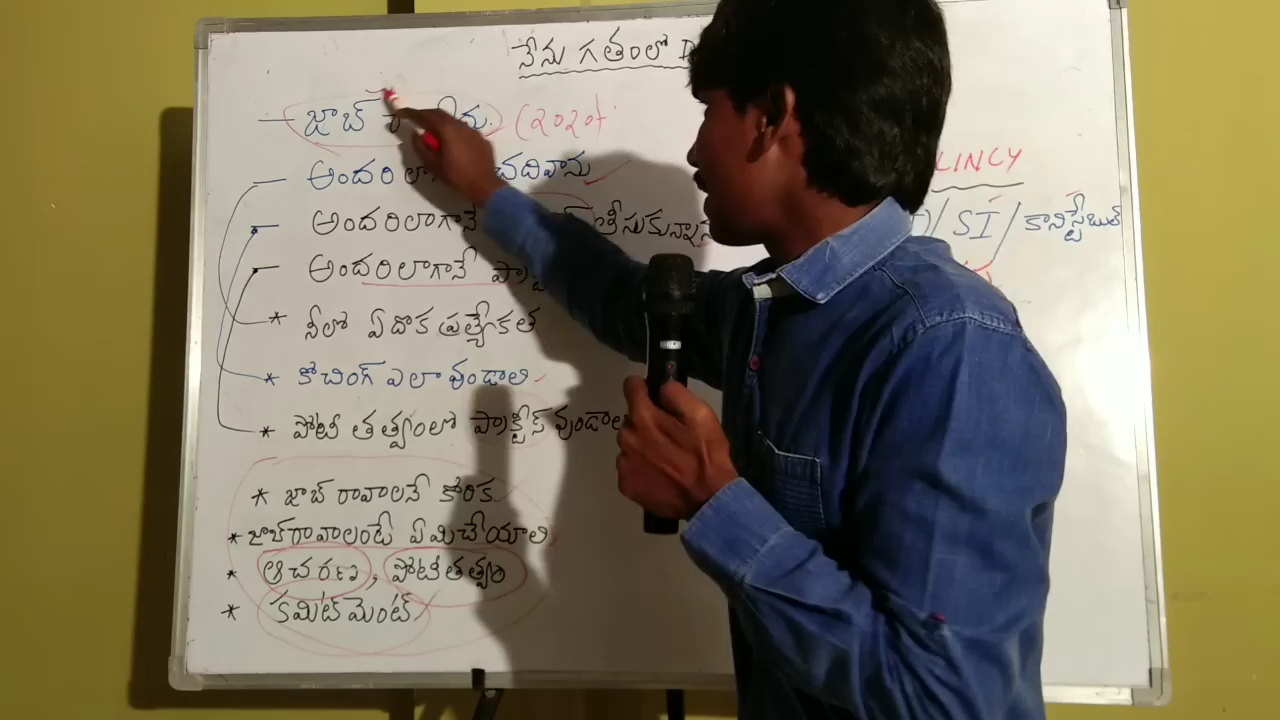 నేను గతంలో
జాబ్ (2020)
అందరిలా చదివాను
అందరిలాగానే తీసుకున్నాను
అందరిలాగానే
నీలో ఏదొక ప్రత్యేకత
కోచింగ్ ఎలా వుండాలి
పోటీ తత్వంలో ప్రాక్టీస్ వుండాలి
* జాబ్ రావాలనే కోరిక
* జాబ్ రావాలంటే ఏమిచేయాలి
* ఆచరణ, పోటీతత్వం
* కమిట్ మెంట్
LINCY
/ SI / కానిస్టేబుల్